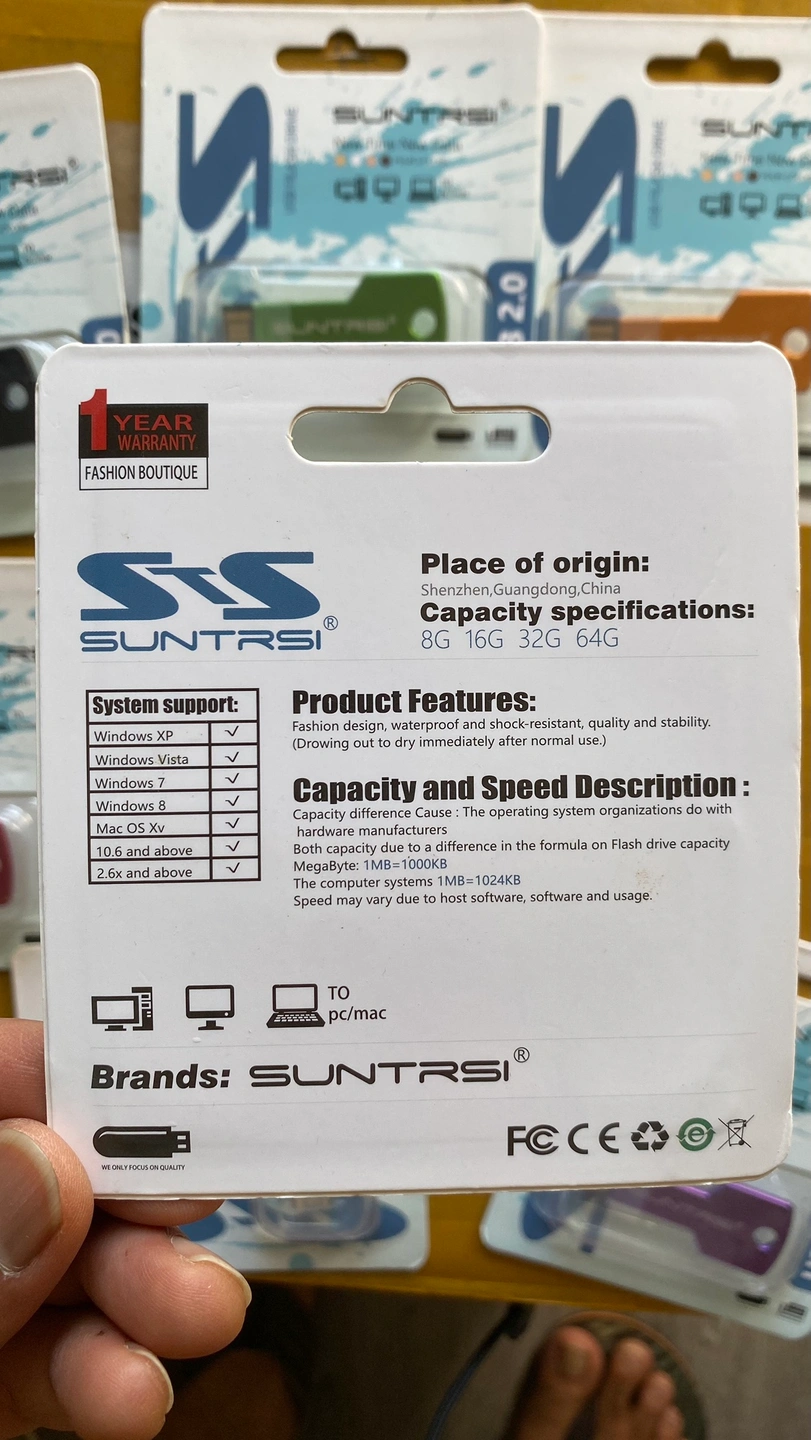 SUNTRSI
SUNT
SUNTRSI
2.0
1 YEAR
WARRANTY
FASHION BOUTIQUE
STS
SUNTRSI®
Place of origin:
Shenzhen,Guangdong,China
Capacity specifications:
8G 16G 32G 64G
System support:
Windows XP ✓
Windows Vista ✓
Windows 7 ✓
Windows 8 ✓
Mac OS Xv ✓
10.6 and above ✓
2.6x and above ✓
Product Features:
Fashion design, waterproof and shock-resistant, quality and stability.
(Drowing out to dry immediately after normal use.)
Capacity and Speed Description :
Capacity difference Cause : The operating system organizations do with
hardware manufacturers
Both capacity due to a difference in the formula on Flash drive capacity
MegaByte: 1MB=1000KB
The computer systems 1MB=1024KB
Speed may vary due to host software, software and usage.
TO
pc/mac
Brands: SUNTRSI®
WE ONLY FOCUS ON QUALITY
FC CE e
SUNTRSI